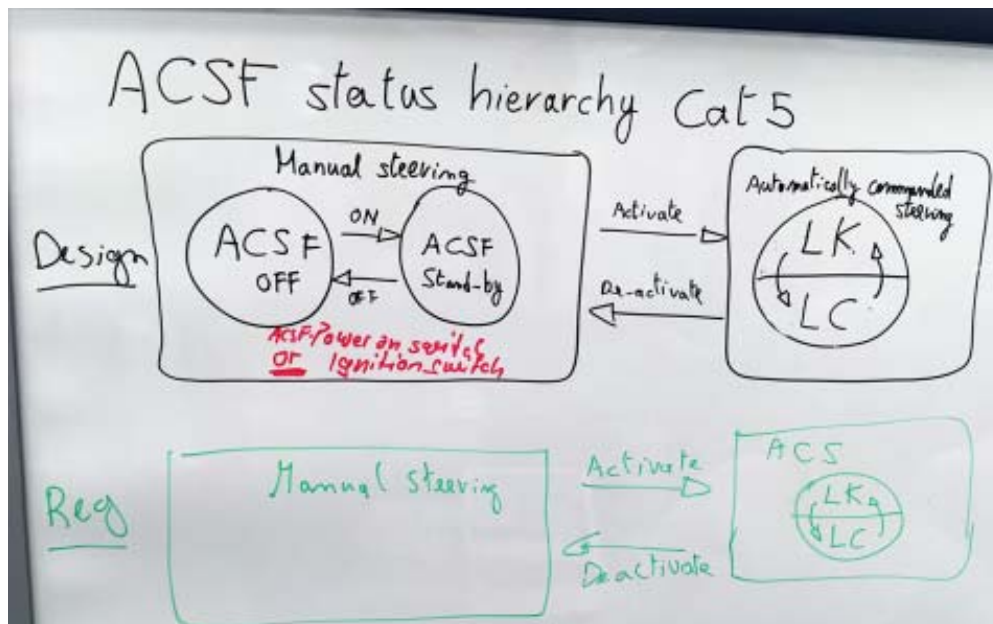 ACSF status hierarchy Cat 5
Design
Manual steering
ACSF
OFF
ON
OFF
ACSF
Stand-by
ACSF-Power on switch
or Ignition switch
Activate
De-activate
Automatically commanded
steering
LK
LC
Reg
Manual steering
Activate
Deactivate
ACS
LK
LC